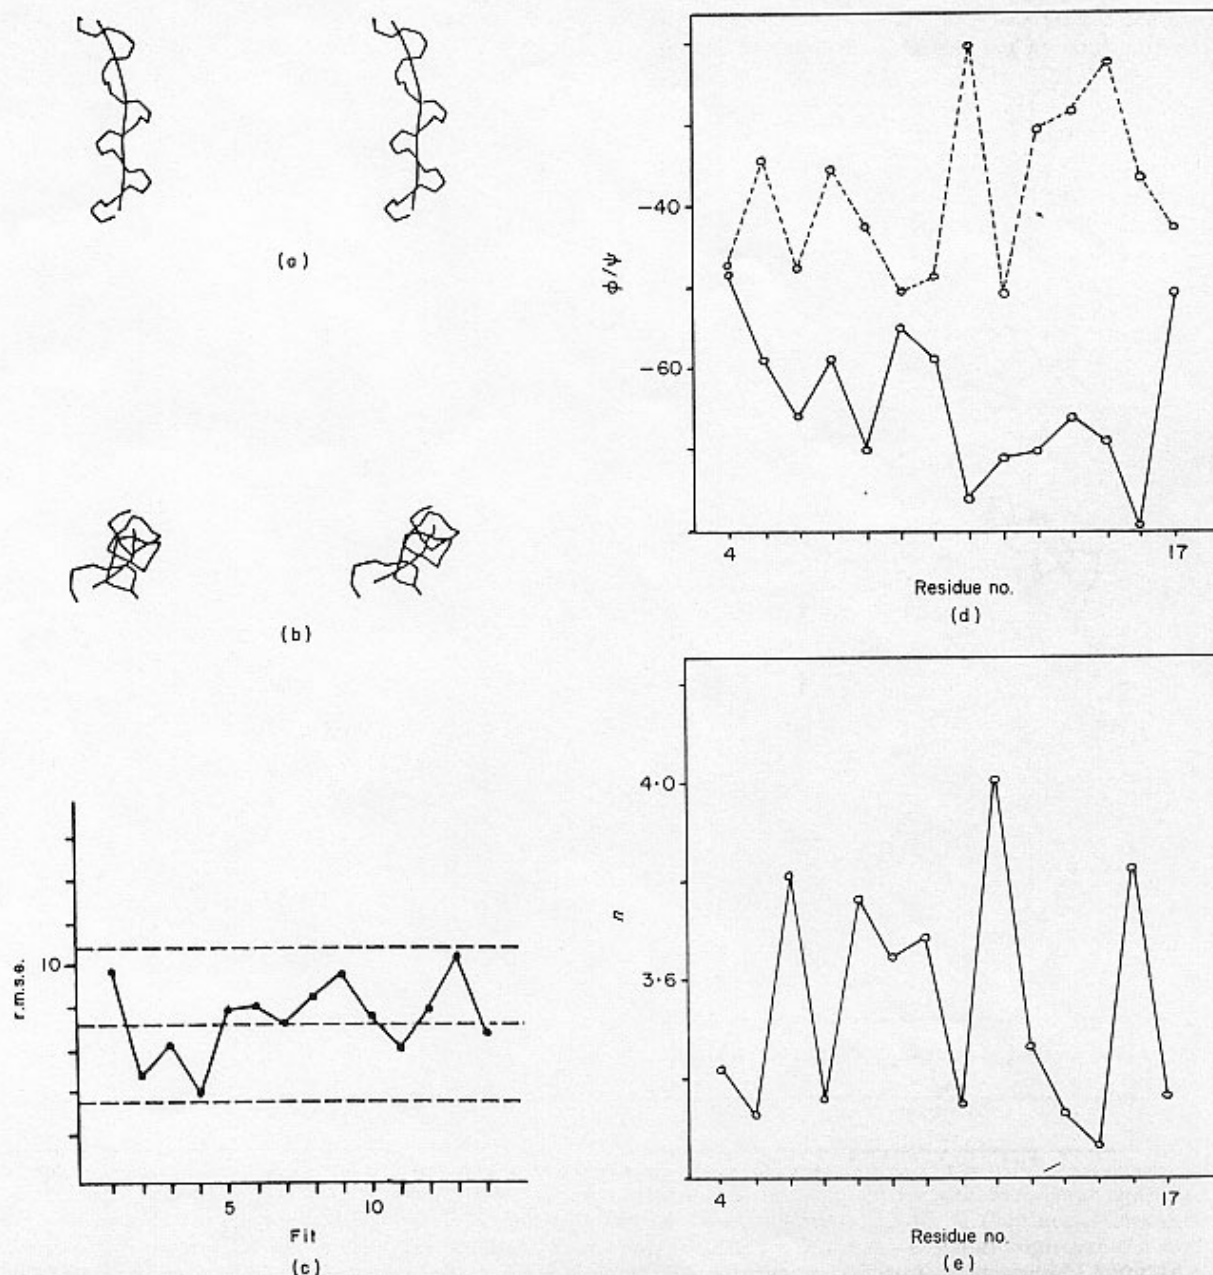 (a)
(b)
10
r.m.s.e.
5
10
Fit
(c)
-40
-60
φ/ψ
4
17
Residue no.
(d)
4·0
3·6
n
4
17
Residue no.
(e)